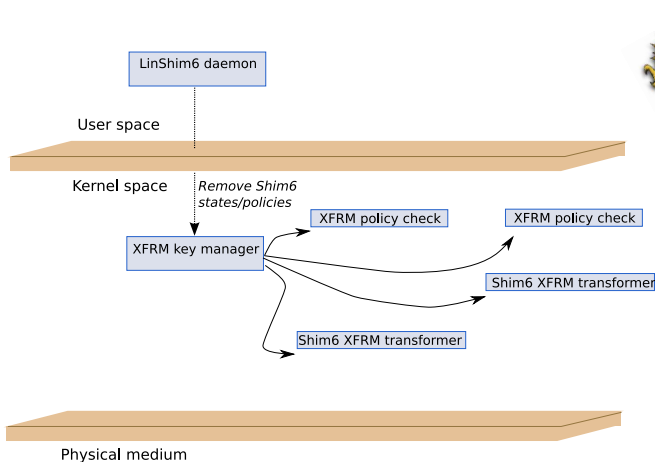 LinShim6 daemon
User space
Kernel space
Remove Shim6
states/policies
XFRM policy check
XFRM policy check
XFRM key manager
Shim6 XFRM transformer
Shim6 XFRM transformer
Physical medium